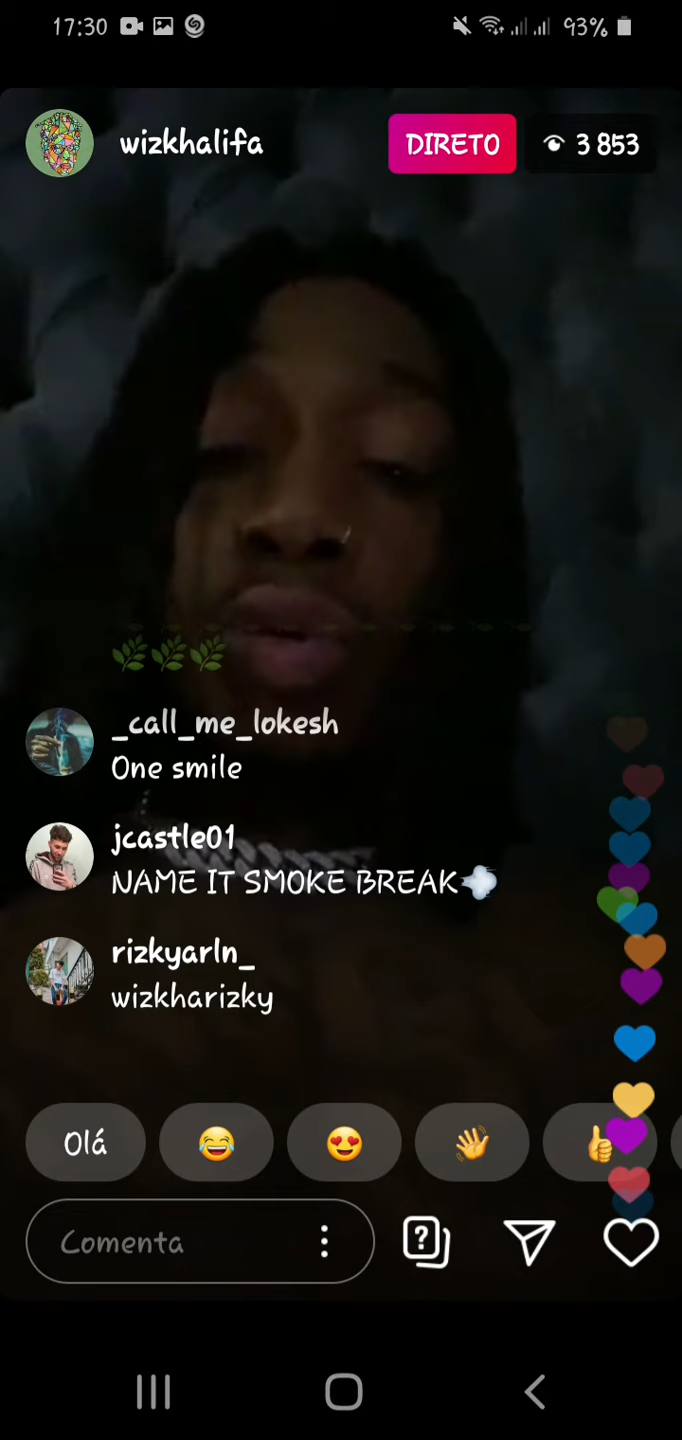 17:30
93%
wizkhalifa
DIRETO
3 853
_call_me_lokesh
One smile
jcastle01
NAME IT SMOKE BREAK
rizkyarln_
wizkharizky
Olá
Comenta